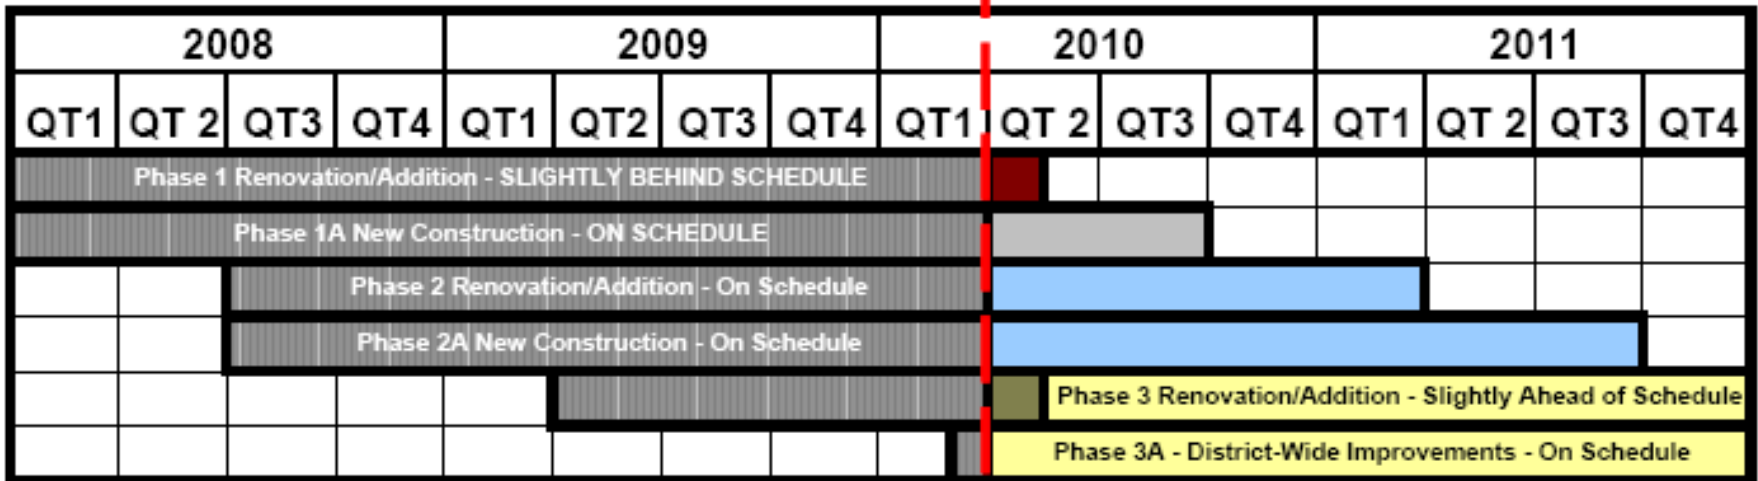 2008 2009 2010 2011
QT1 QT 2 QT3 QT4 QT1 QT2 QT3 QT4 QT1 QT 2 QT3 QT4 QT1 QT 2 QT3 QT4
Phase 1 Renovation/Addition - SLIGHTLY BEHIND SCHEDULE
Phase 1A New Construction - ON SCHEDULE
Phase 2 Renovation/Addition - On Schedule
Phase 2A New Construction - On Schedule
Phase 3 Renovation/Addition - Slightly Ahead of Schedule
Phase 3A - District-Wide Improvements - On Schedule